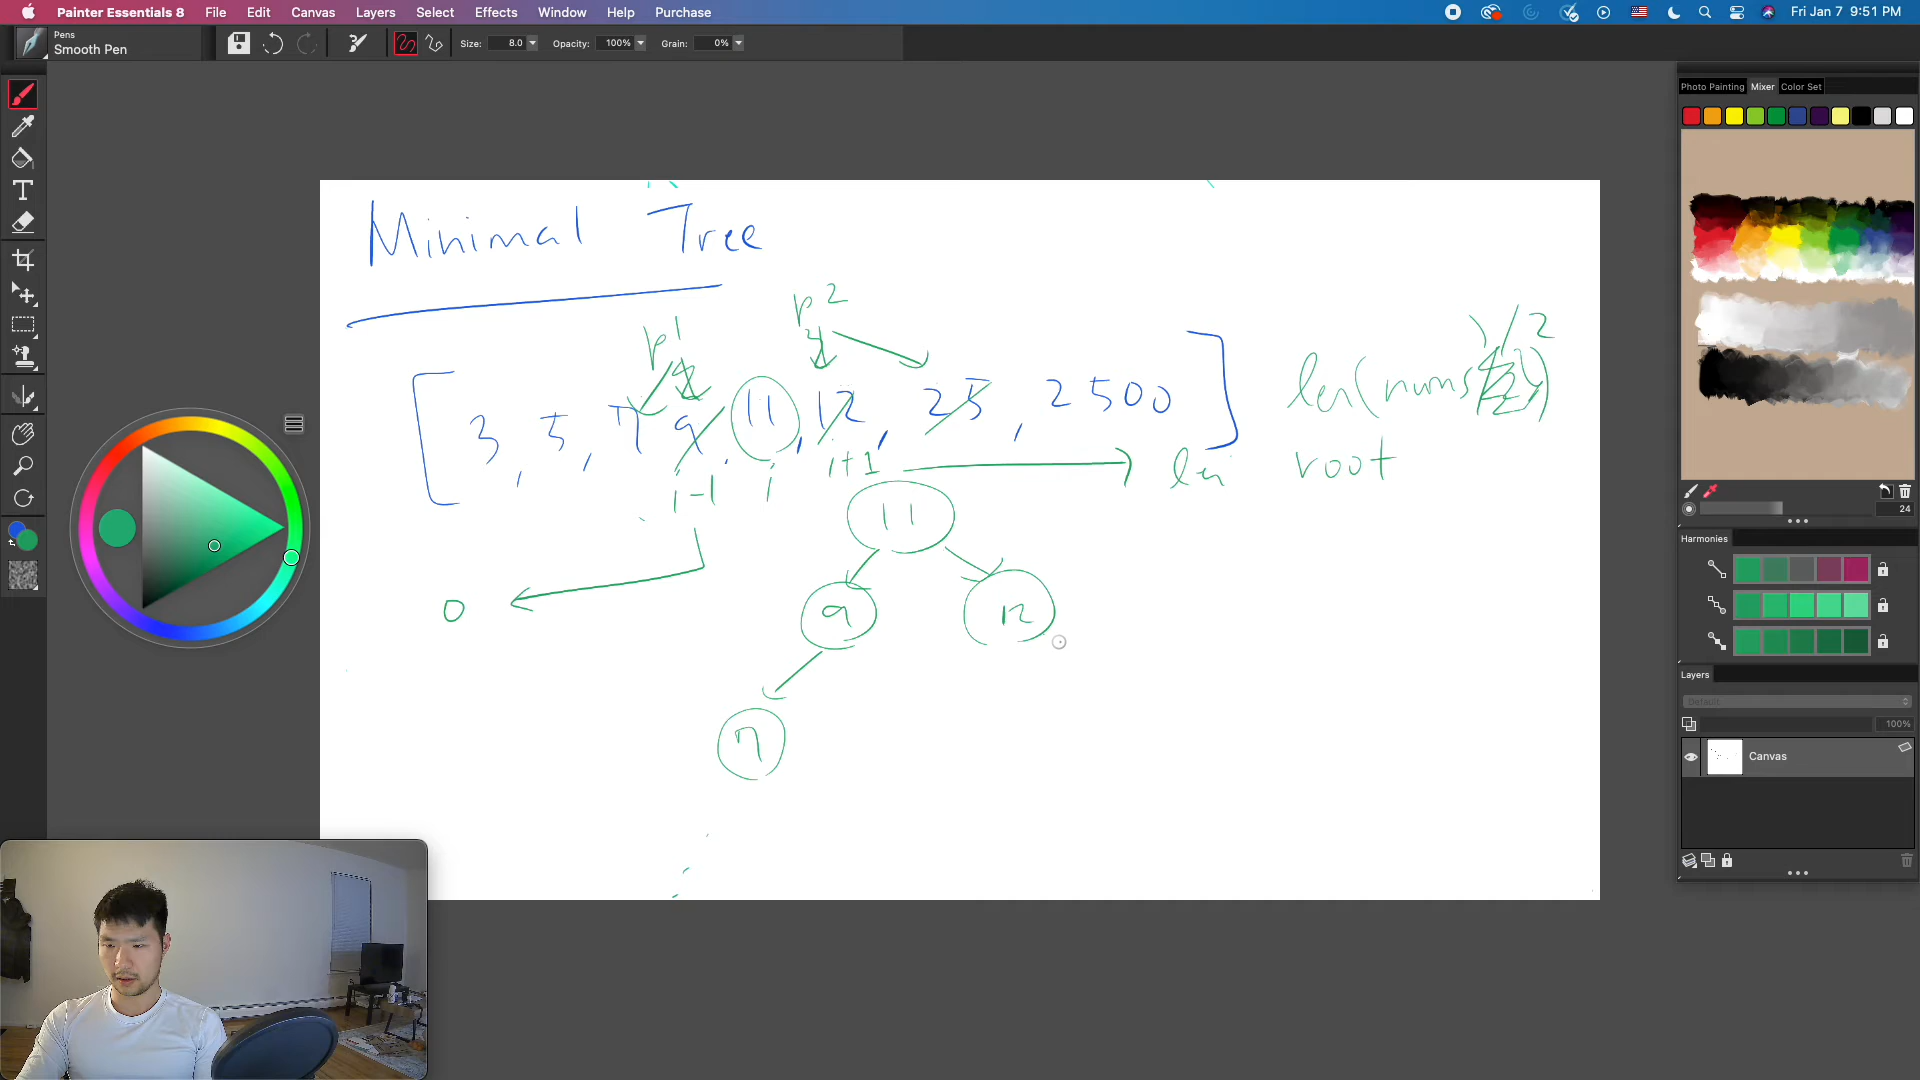 Painter Essentials 8 File Edit Canvas Layers Select Effects Window Help Purchase Fri Jan 7 9:51 PM
Pens
Smooth Pen
Size: 8.0 Opacity: 100% Grain: 0%
Photo Painting Mixer Color Set
Minimal Tree
p1 p2
[3, 5, 7 9, 11, 12, 25, 2500] len(nums)/2
i-1 i i+1 len root
11
0 9 12
7
24
Harmonies
Layers
Default
100%
Canvas